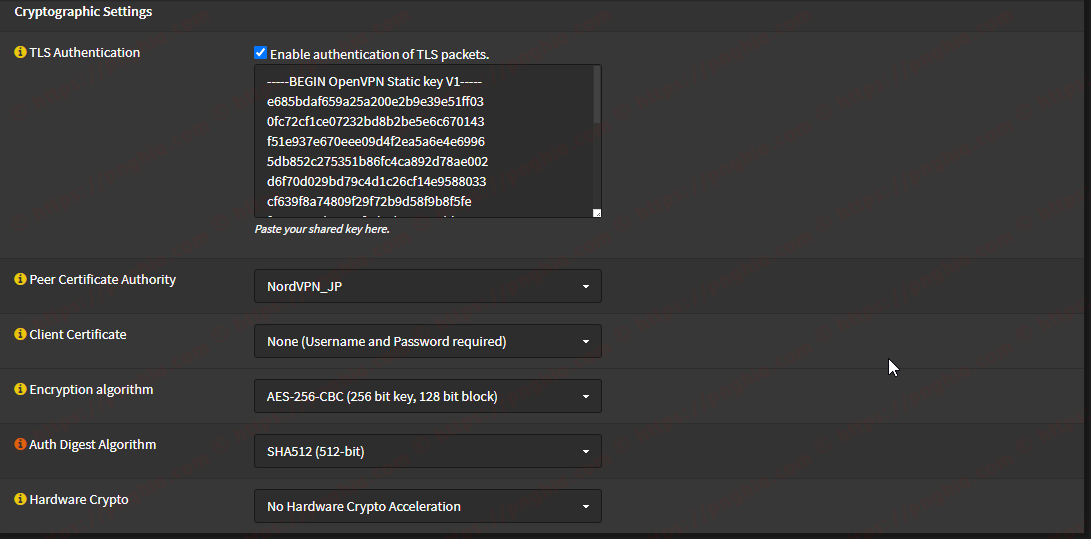 Cryptographic Settings
TLS Authentication
Enable authentication of TLS packets.
-----BEGIN OpenVPN Static key V1-----
e685bdaf659a25a200e2b9e39e51ff03
0fc72cf1ce07232bd8b2be5e6c670143
f51e937e670eee09d4f2ea5a6e4e6996
5db852c275351b86fc4ca892d78ae002
d6f70d029bd79c4d1c26cf14e9588033
cf639f8a74809f29f72b9d58f9b8f5fe
Paste your shared key here.
Peer Certificate Authority
NordVPN_JP
Client Certificate
None (Username and Password required)
Encryption algorithm
AES-256-CBC (256 bit key, 128 bit block)
Auth Digest Algorithm
SHA512 (512-bit)
Hardware Crypto
No Hardware Crypto Acceleration